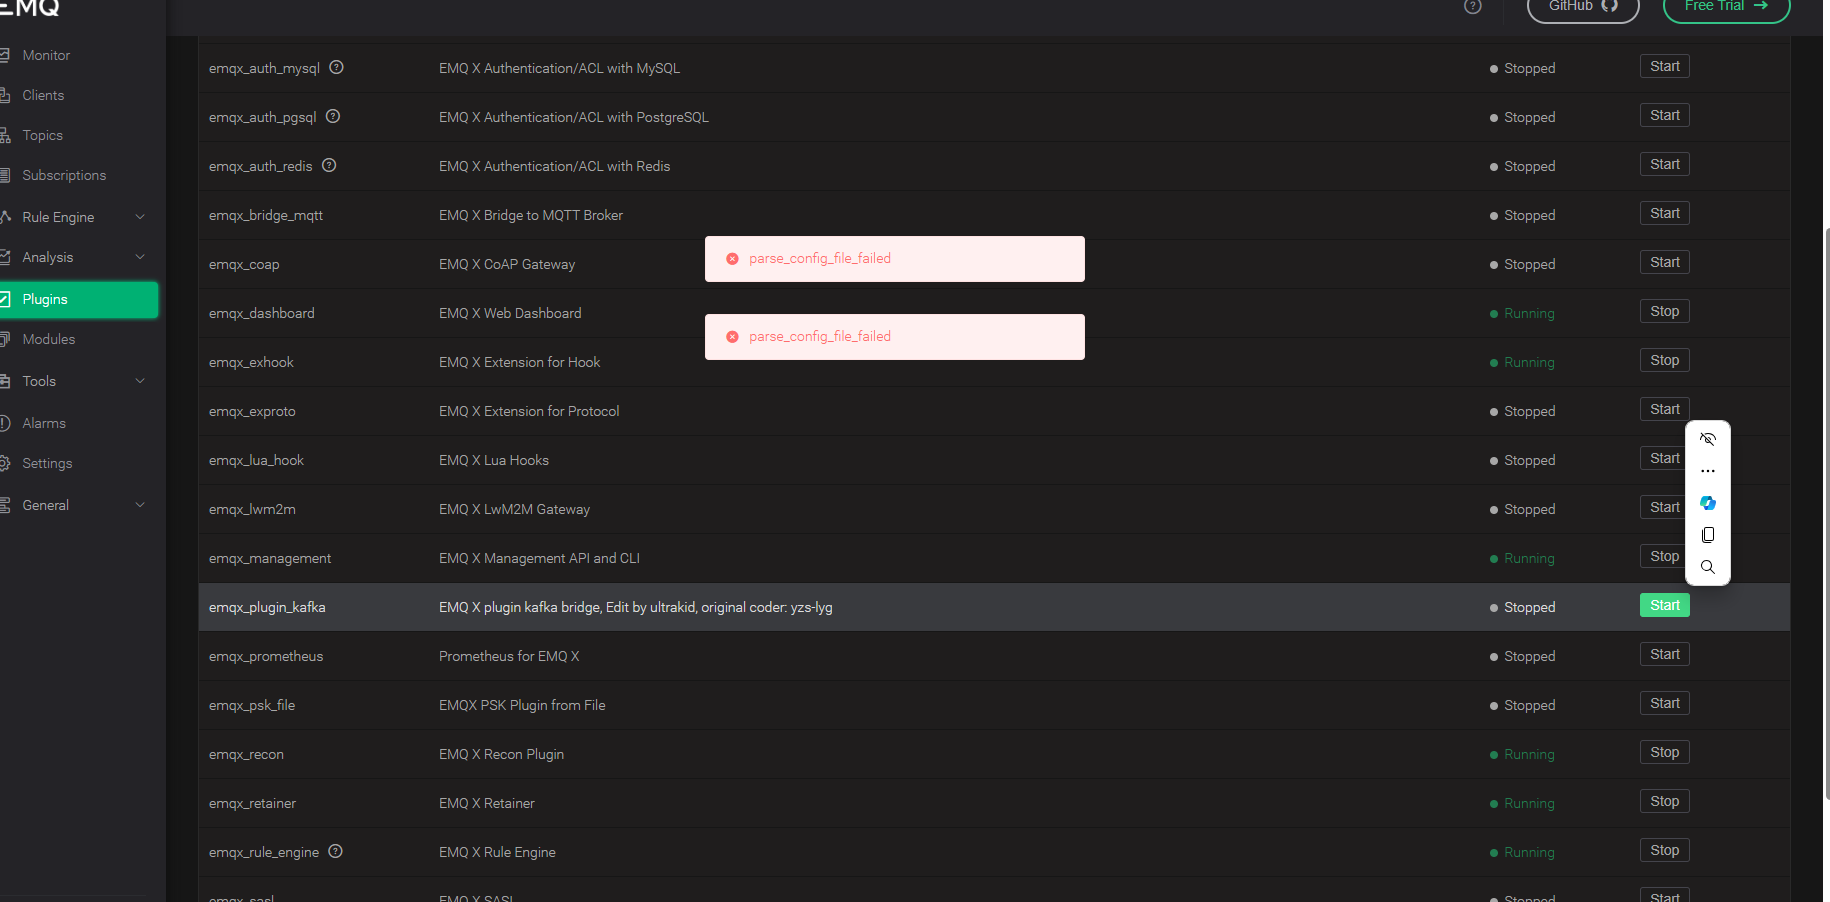 EMQ
GitHub
Free Trial →
Monitor
Clients
Topics
Subscriptions
Rule Engine
Analysis
Plugins
Modules
Tools
Alarms
Settings
General
emqx_auth_mysql EMQ X Authentication/ACL with MySQL Stopped Start
emqx_auth_pgsql EMQ X Authentication/ACL with PostgreSQL Stopped Start
emqx_auth_redis EMQ X Authentication/ACL with Redis Stopped Start
emqx_bridge_mqtt EMQ X Bridge to MQTT Broker Stopped Start
parse_config_file_failed
emqx_coap EMQ X CoAP Gateway Stopped Start
emqx_dashboard EMQ X Web Dashboard Running Stop
parse_config_file_failed
emqx_exhook EMQ X Extension for Hook Running Stop
emqx_exproto EMQ X Extension for Protocol Stopped Start
emqx_lua_hook EMQ X Lua Hooks Stopped Start
emqx_lwm2m EMQ X LwM2M Gateway Stopped Start
emqx_management EMQ X Management API and CLI Running Stop
emqx_plugin_kafka EMQ X plugin kafka bridge, Edit by ultrakid, original coder: yzs-lyg Stopped Start
emqx_prometheus Prometheus for EMQ X Stopped Start
emqx_psk_file EMQX PSK Plugin from File Stopped Start
emqx_recon EMQ X Recon Plugin Running Stop
emqx_retainer EMQ X Retainer Running Stop
emqx_rule_engine EMQ X Rule Engine Running Stop
emqx_sasl EMQ X SASL Stopped Start